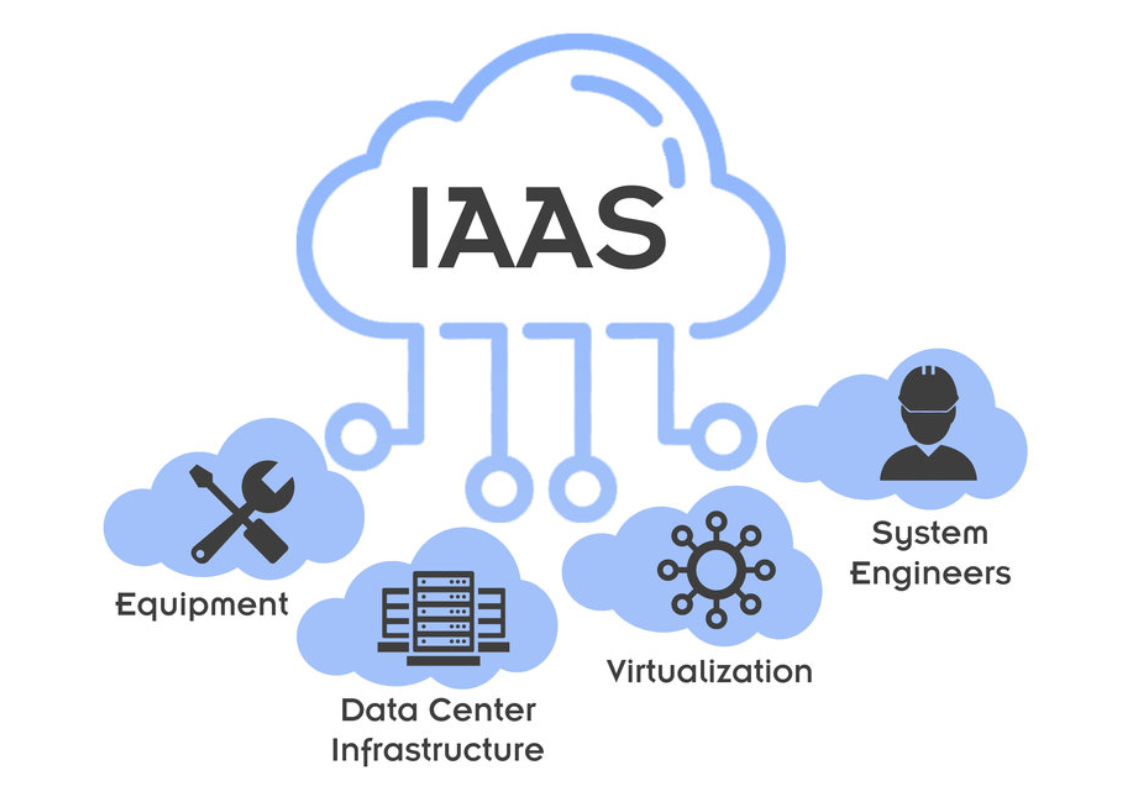 IAAS
Equipment
Data Center
Infrastructure
Virtualization
System
Engineers